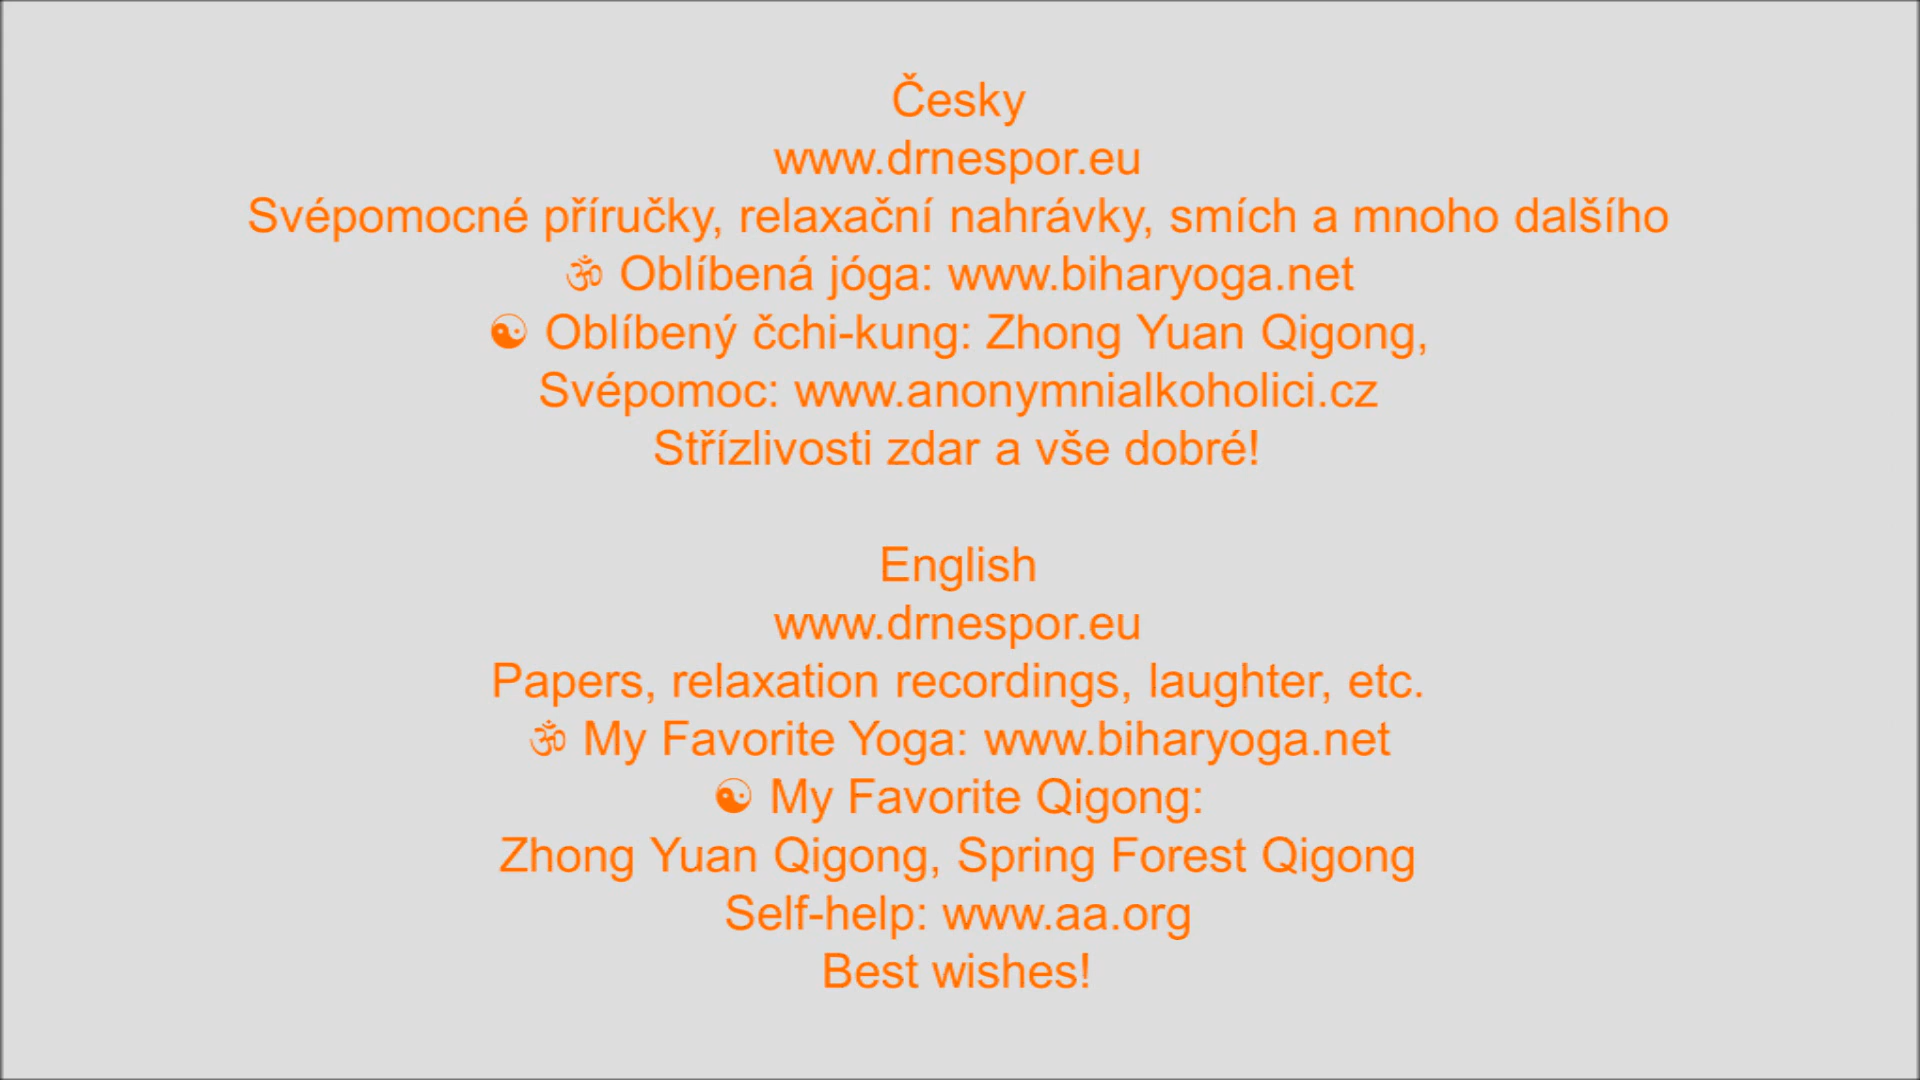 Česky
www.drnespor.eu
Svépomocné příručky, relaxační nahrávky, smích a mnoho dalšího
🕉 Oblíbená jóga: www.biharyoga.net
☯ Oblíbený čchi-kung: Zhong Yuan Qigong,
Svépomoc: www.anonymnialkoholici.cz
Střízlivosti zdar a vše dobré!
English
www.drnespor.eu
Papers, relaxation recordings, laughter, etc.
🕉 My Favorite Yoga: www.biharyoga.net
☯ My Favorite Qigong:
Zhong Yuan Qigong, Spring Forest Qigong
Self-help: www.aa.org
Best wishes!